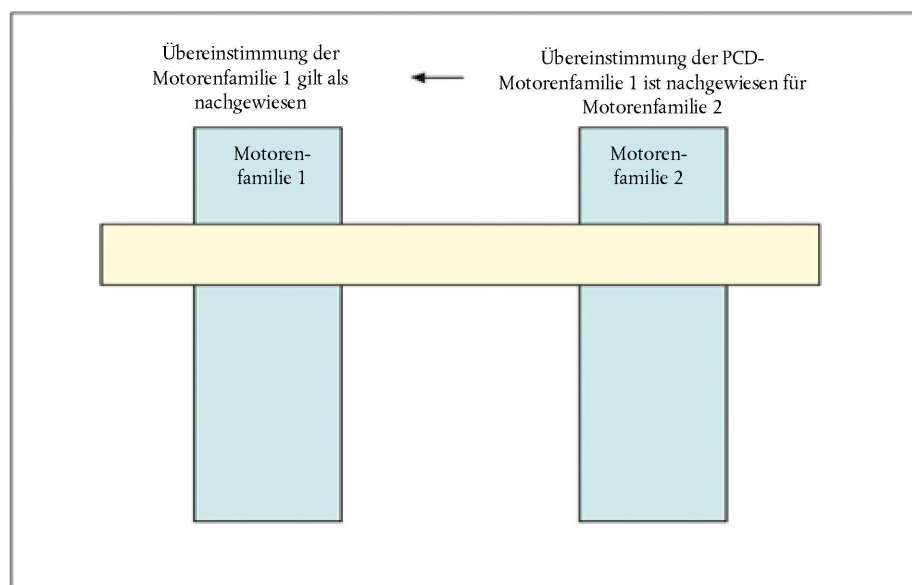 Übereinstimmung der
Motorenfamilie 1 gilt als
nachgewiesen
Übereinstimmung der PCD-
Motorenfamilie 1 ist nachgewiesen für
Motorenfamilie 2
Motoren-
familie 1
Motoren-
familie 2